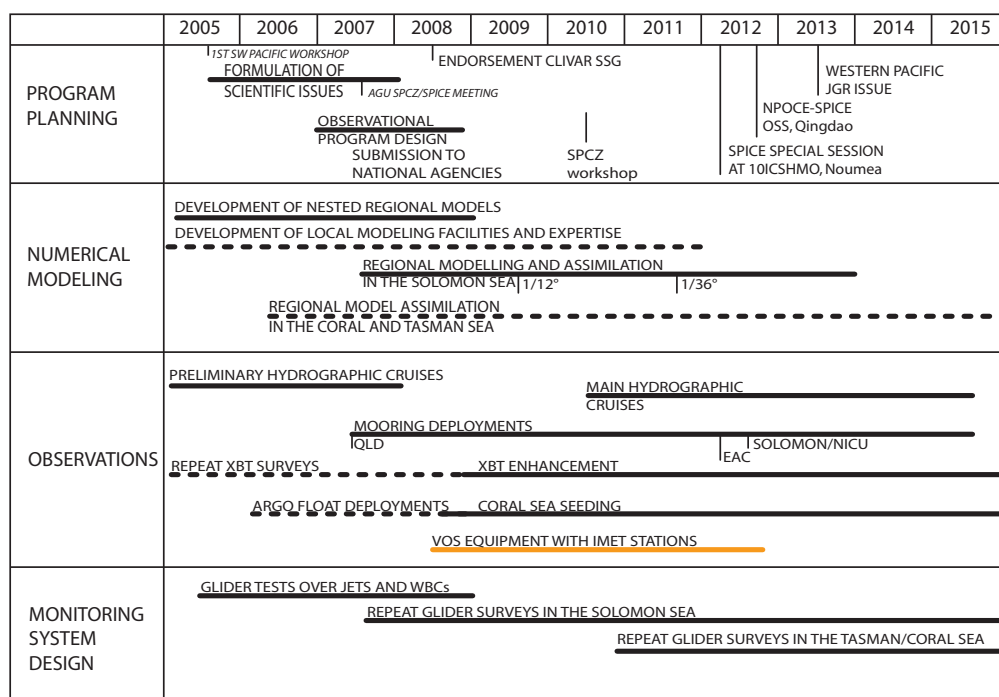 2005 2006 2007 2008 2009 2010 2011 2012 2013 2014 2015
PROGRAM
PLANNING
1ST SW PACIFIC WORKSHOP
FORMULATION OF
SCIENTIFIC ISSUES
AGU SPCZ/SPICE MEETING
ENDORSEMENT CLIVAR SSG
OBSERVATIONAL
PROGRAM DESIGN
SUBMISSION TO
NATIONAL AGENCIES
SPCZ
workshop
WESTERN PACIFIC
JGR ISSUE
NPOCE-SPICE
OSS, Qingdao
SPICE SPECIAL SESSION
AT 10ICSHMO, Noumea
NUMERICAL
MODELING
DEVELOPMENT OF NESTED REGIONAL MODELS
DEVELOPMENT OF LOCAL MODELING FACILITIES AND EXPERTISE
REGIONAL MODELLING AND ASSIMILATION
IN THE SOLOMON SEA
1/12°
1/36°
REGIONAL MODEL ASSIMILATION
IN THE CORAL AND TASMAN SEA
OBSERVATIONS
PRELIMINARY HYDROGRAPHIC CRUISES
MAIN HYDROGRAPHIC
CRUISES
MOORING DEPLOYMENTS
QLD
EAC
SOLOMON/NICU
REPEAT XBT SURVEYS
XBT ENHANCEMENT
ARGO FLOAT DEPLOYMENTS
CORAL SEA SEEDING
VOS EQUIPMENT WITH IMET STATIONS
MONITORING
SYSTEM
DESIGN
GLIDER TESTS OVER JETS AND WBCs
REPEAT GLIDER SURVEYS IN THE SOLOMON SEA
REPEAT GLIDER SURVEYS IN THE TASMAN/CORAL SEA